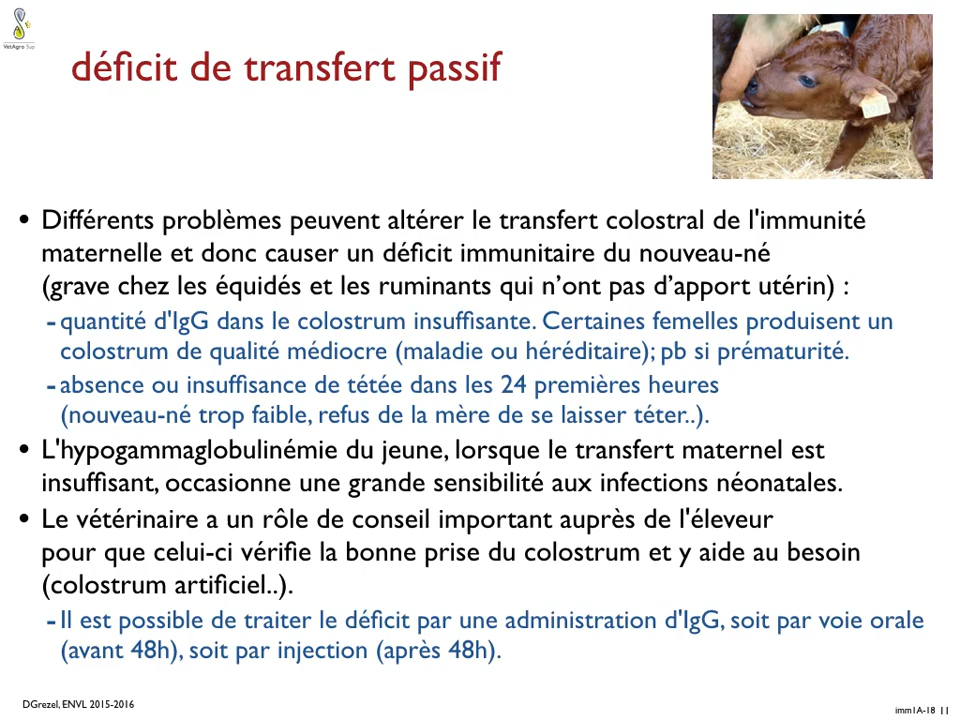 VetAgro Sup
déficit de transfert passif
• Différents problèmes peuvent altérer le transfert colostral de l'immunité
maternelle et donc causer un déficit immunitaire du nouveau-né
(grave chez les équidés et les ruminants qui n’ont pas d’apport utérin) :
- quantité d'IgG dans le colostrum insuffisante. Certaines femelles produisent un
colostrum de qualité médiocre (maladie ou héréditaire); pb si prématurité.
- absence ou insuffisance de tétée dans les 24 premières heures
(nouveau-né trop faible, refus de la mère de se laisser téter..).
• L'hypogammaglobulinémie du jeune, lorsque le transfert maternel est
insuffisant, occasionne une grande sensibilité aux infections néonatales.
• Le vétérinaire a un rôle de conseil important auprès de l'éleveur
pour que celui-ci vérifie la bonne prise du colostrum et y aide au besoin
(colostrum artificiel..).
- Il est possible de traiter le déficit par une administration d'IgG, soit par voie orale
(avant 48h), soit par injection (après 48h).
DGrezel, ENVL 2015-2016
imm1A-18 11